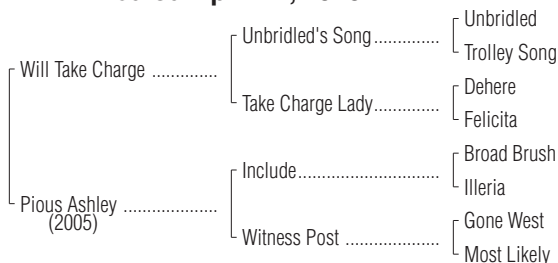 Unbridled
Unbridled's Song
Trolley Song
Will Take Charge
Dehere
Take Charge Lady
Felicita
Broad Brush
Include
Illeria
Pious Ashley
(2005)
Gone West
Witness Post
Most Likely